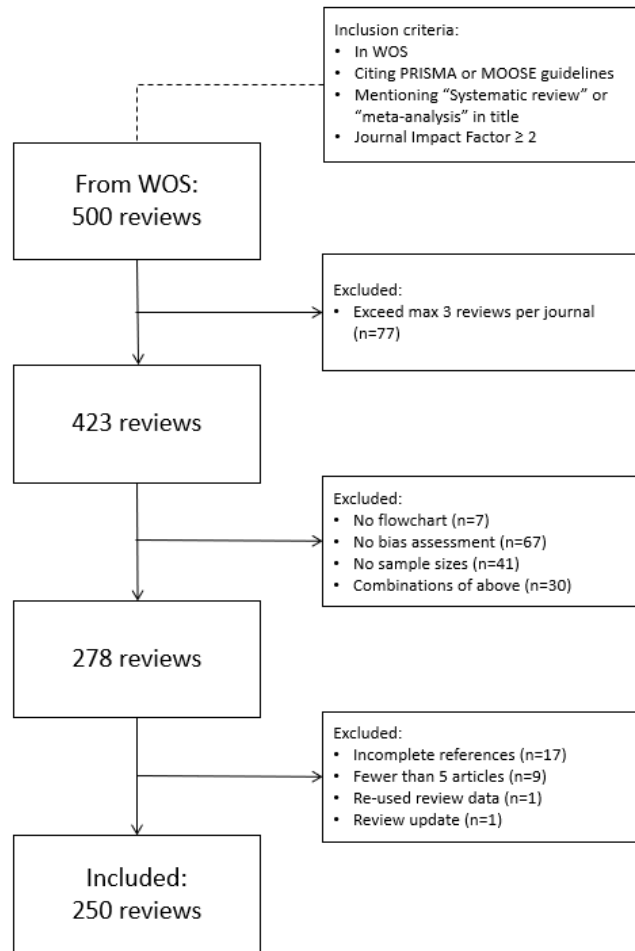 Inclusion criteria:
• In WOS
• Citing PRISMA or MOOSE guidelines
• Mentioning “Systematic review” or
“meta-analysis” in title
• Journal Impact Factor ≥ 2
From WOS:
500 reviews
Excluded:
• Exceed max 3 reviews per journal
(n=77)
423 reviews
Excluded:
• No flowchart (n=7)
• No bias assessment (n=67)
• No sample sizes (n=41)
• Combinations of above (n=30)
278 reviews
Excluded:
• Incomplete references (n=17)
• Fewer than 5 articles (n=9)
• Re-used review data (n=1)
• Review update (n=1)
Included:
250 reviews